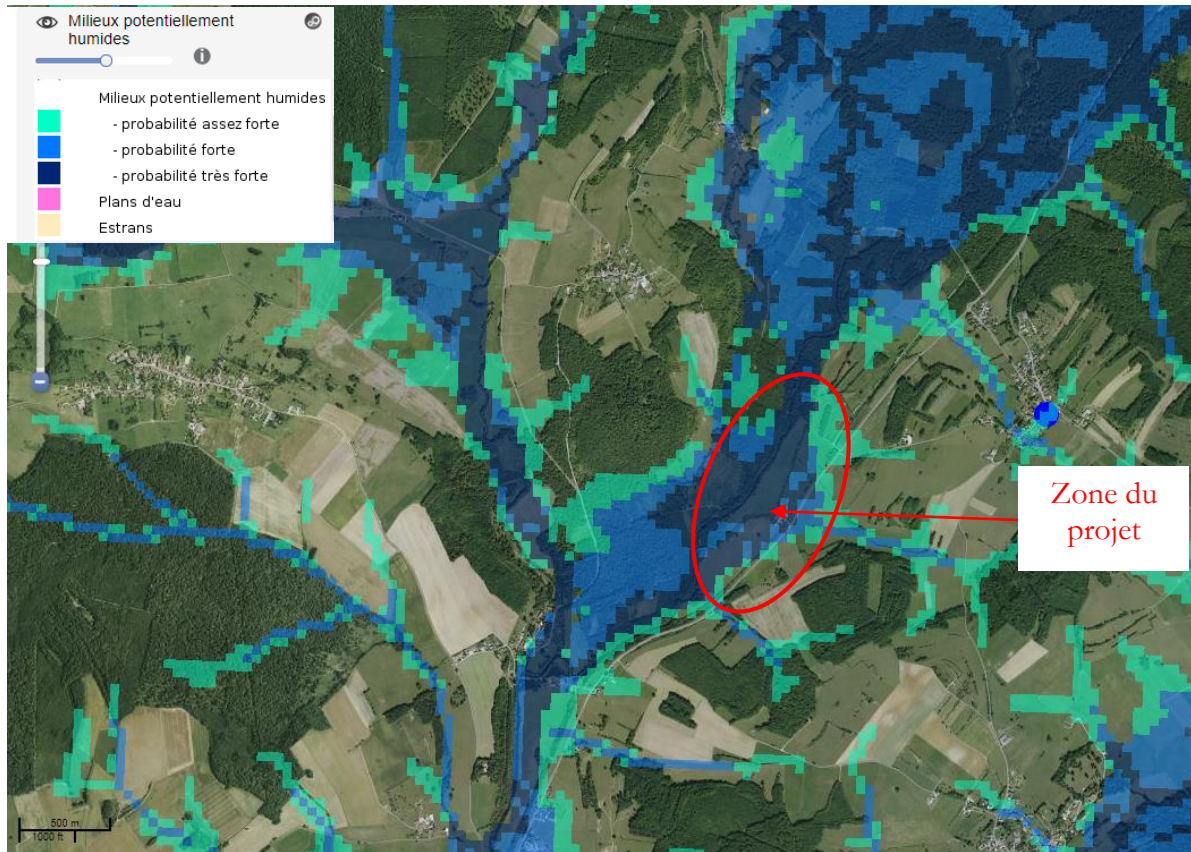 Milieux potentiellement
humides
Milieux potentiellement humides
- probabilité assez forte
- probabilité forte
- probabilité très forte
Plans d'eau
Estrans
Zone du
projet
500 m
1000 ft